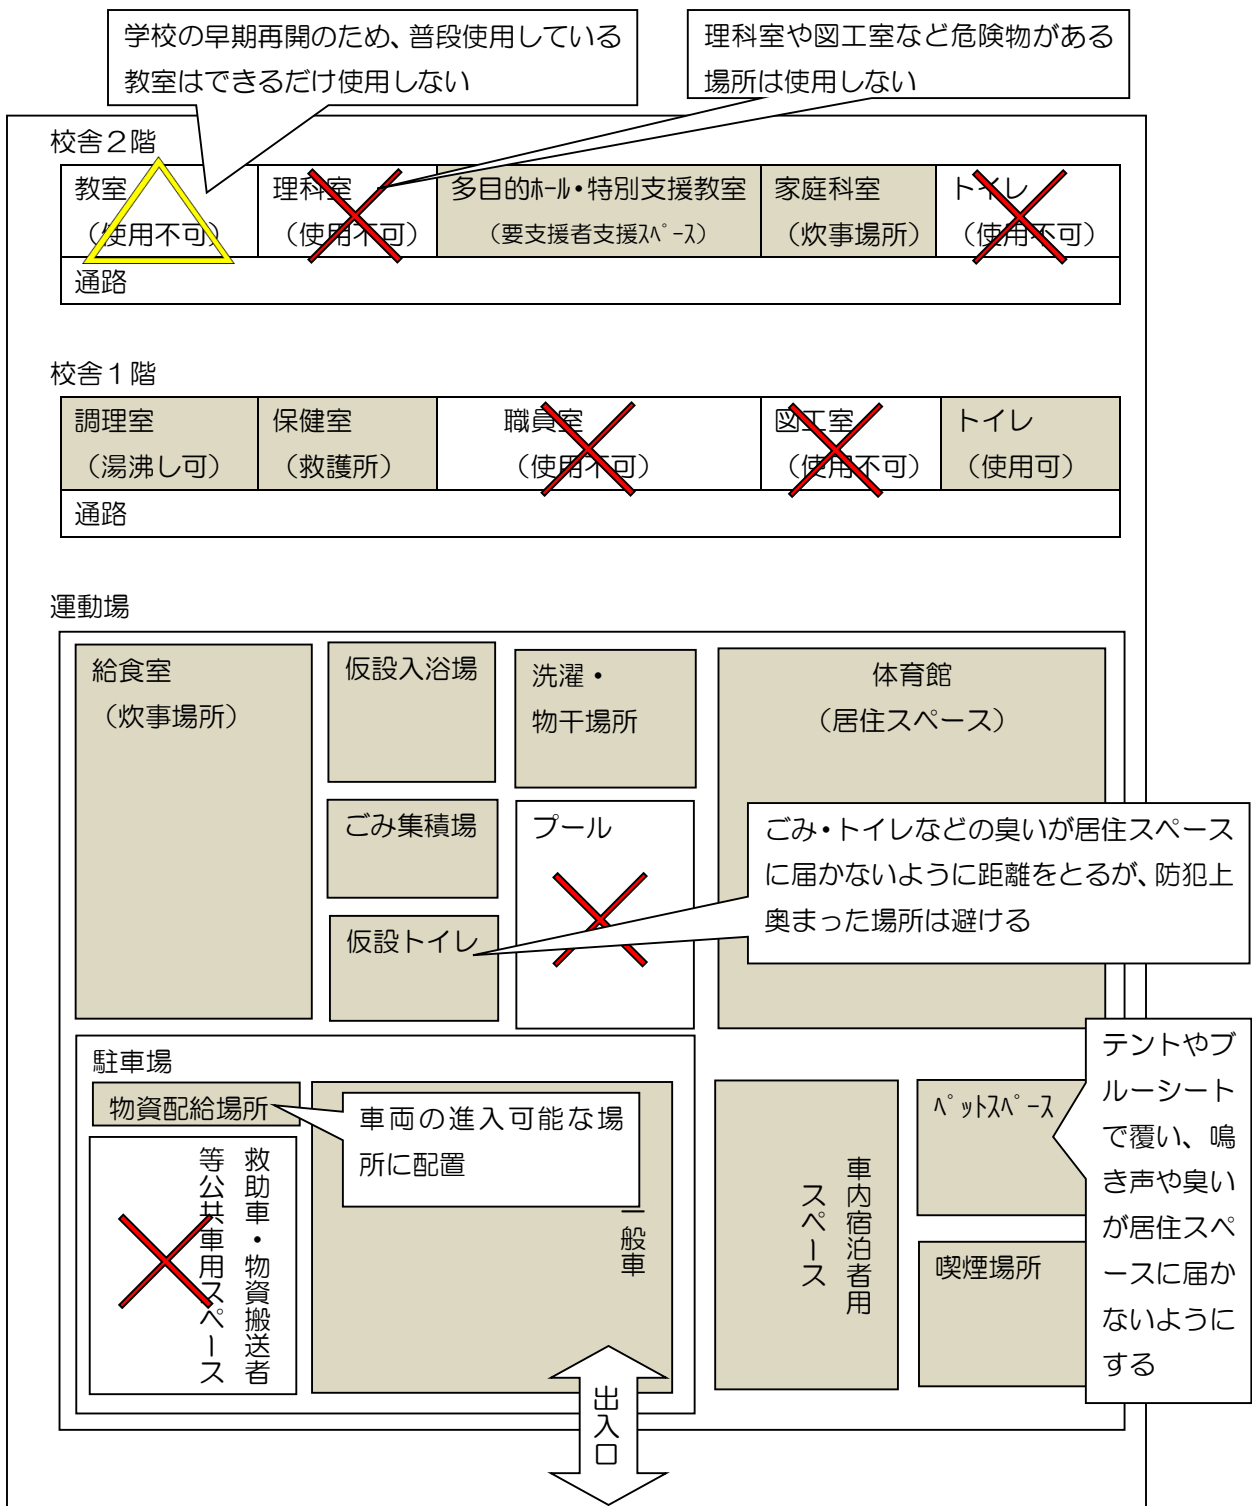 学校の早期再開のため、普段使用している
教室はできるだけ使用しない
理科室や図工室など危険物がある
場所は使用しない
校舎2階
教室
(使用不可)
理科室
(使用不可)
多目的ﾎｰﾙ・特別支援教室
(要支援者支援ｽﾍﾟｰｽ)
家庭科室
(炊事場所)
トイレ
(使用不可)
通路
校舎1階
調理室
(湯沸し可)
保健室
(救護所)
職員室
(使用不可)
図工室
(使用不可)
トイレ
(使用可)
通路
運動場
給食室
(炊事場所)
仮設入浴場
洗濯・
物干場所
体育館
(居住スペース)
ごみ集積場
プール
ごみ・トイレなどの臭いが居住スペース
に届かないように距離をとるが、防犯上
奥まった場所は避ける
仮設トイレ
駐車場
物資配給場所
車両の進入可能な場
所に配置
救助車・物資搬送者
等公共車用スペース
一般車
車内宿泊者用
スペース
ﾍﾟｯﾄｽﾍﾟｰｽ
喫煙場所
テントやブ
ルーシート
で覆い、鳴
き声や臭い
が居住スペ
ースに届か
ないように
する
出入口